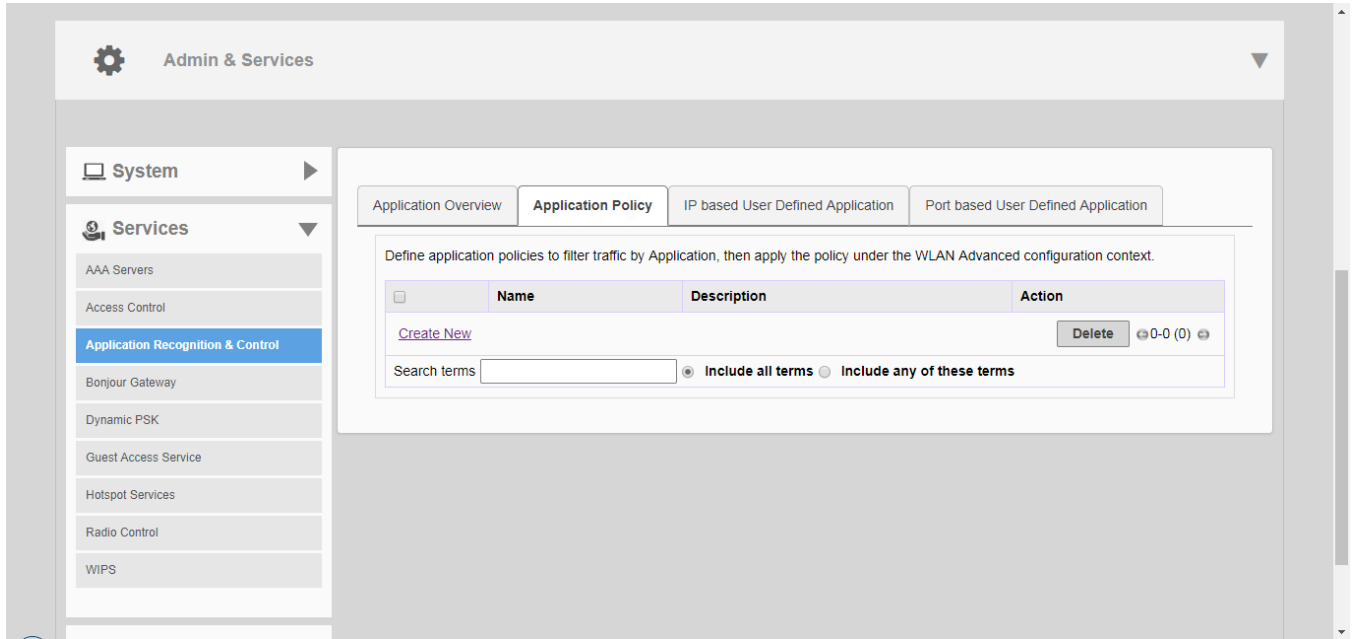 Admin & Services
System
Services
AAA Servers
Access Control
Application Recognition & Control
Bonjour Gateway
Dynamic PSK
Guest Access Service
Hotspot Services
Radio Control
WIPS
Application Overview Application Policy IP based User Defined Application Port based User Defined Application
Define application policies to filter traffic by Application, then apply the policy under the WLAN Advanced configuration context.
Name Description Action
Create New Delete 0-0 (0)
Search terms Include all terms Include any of these terms